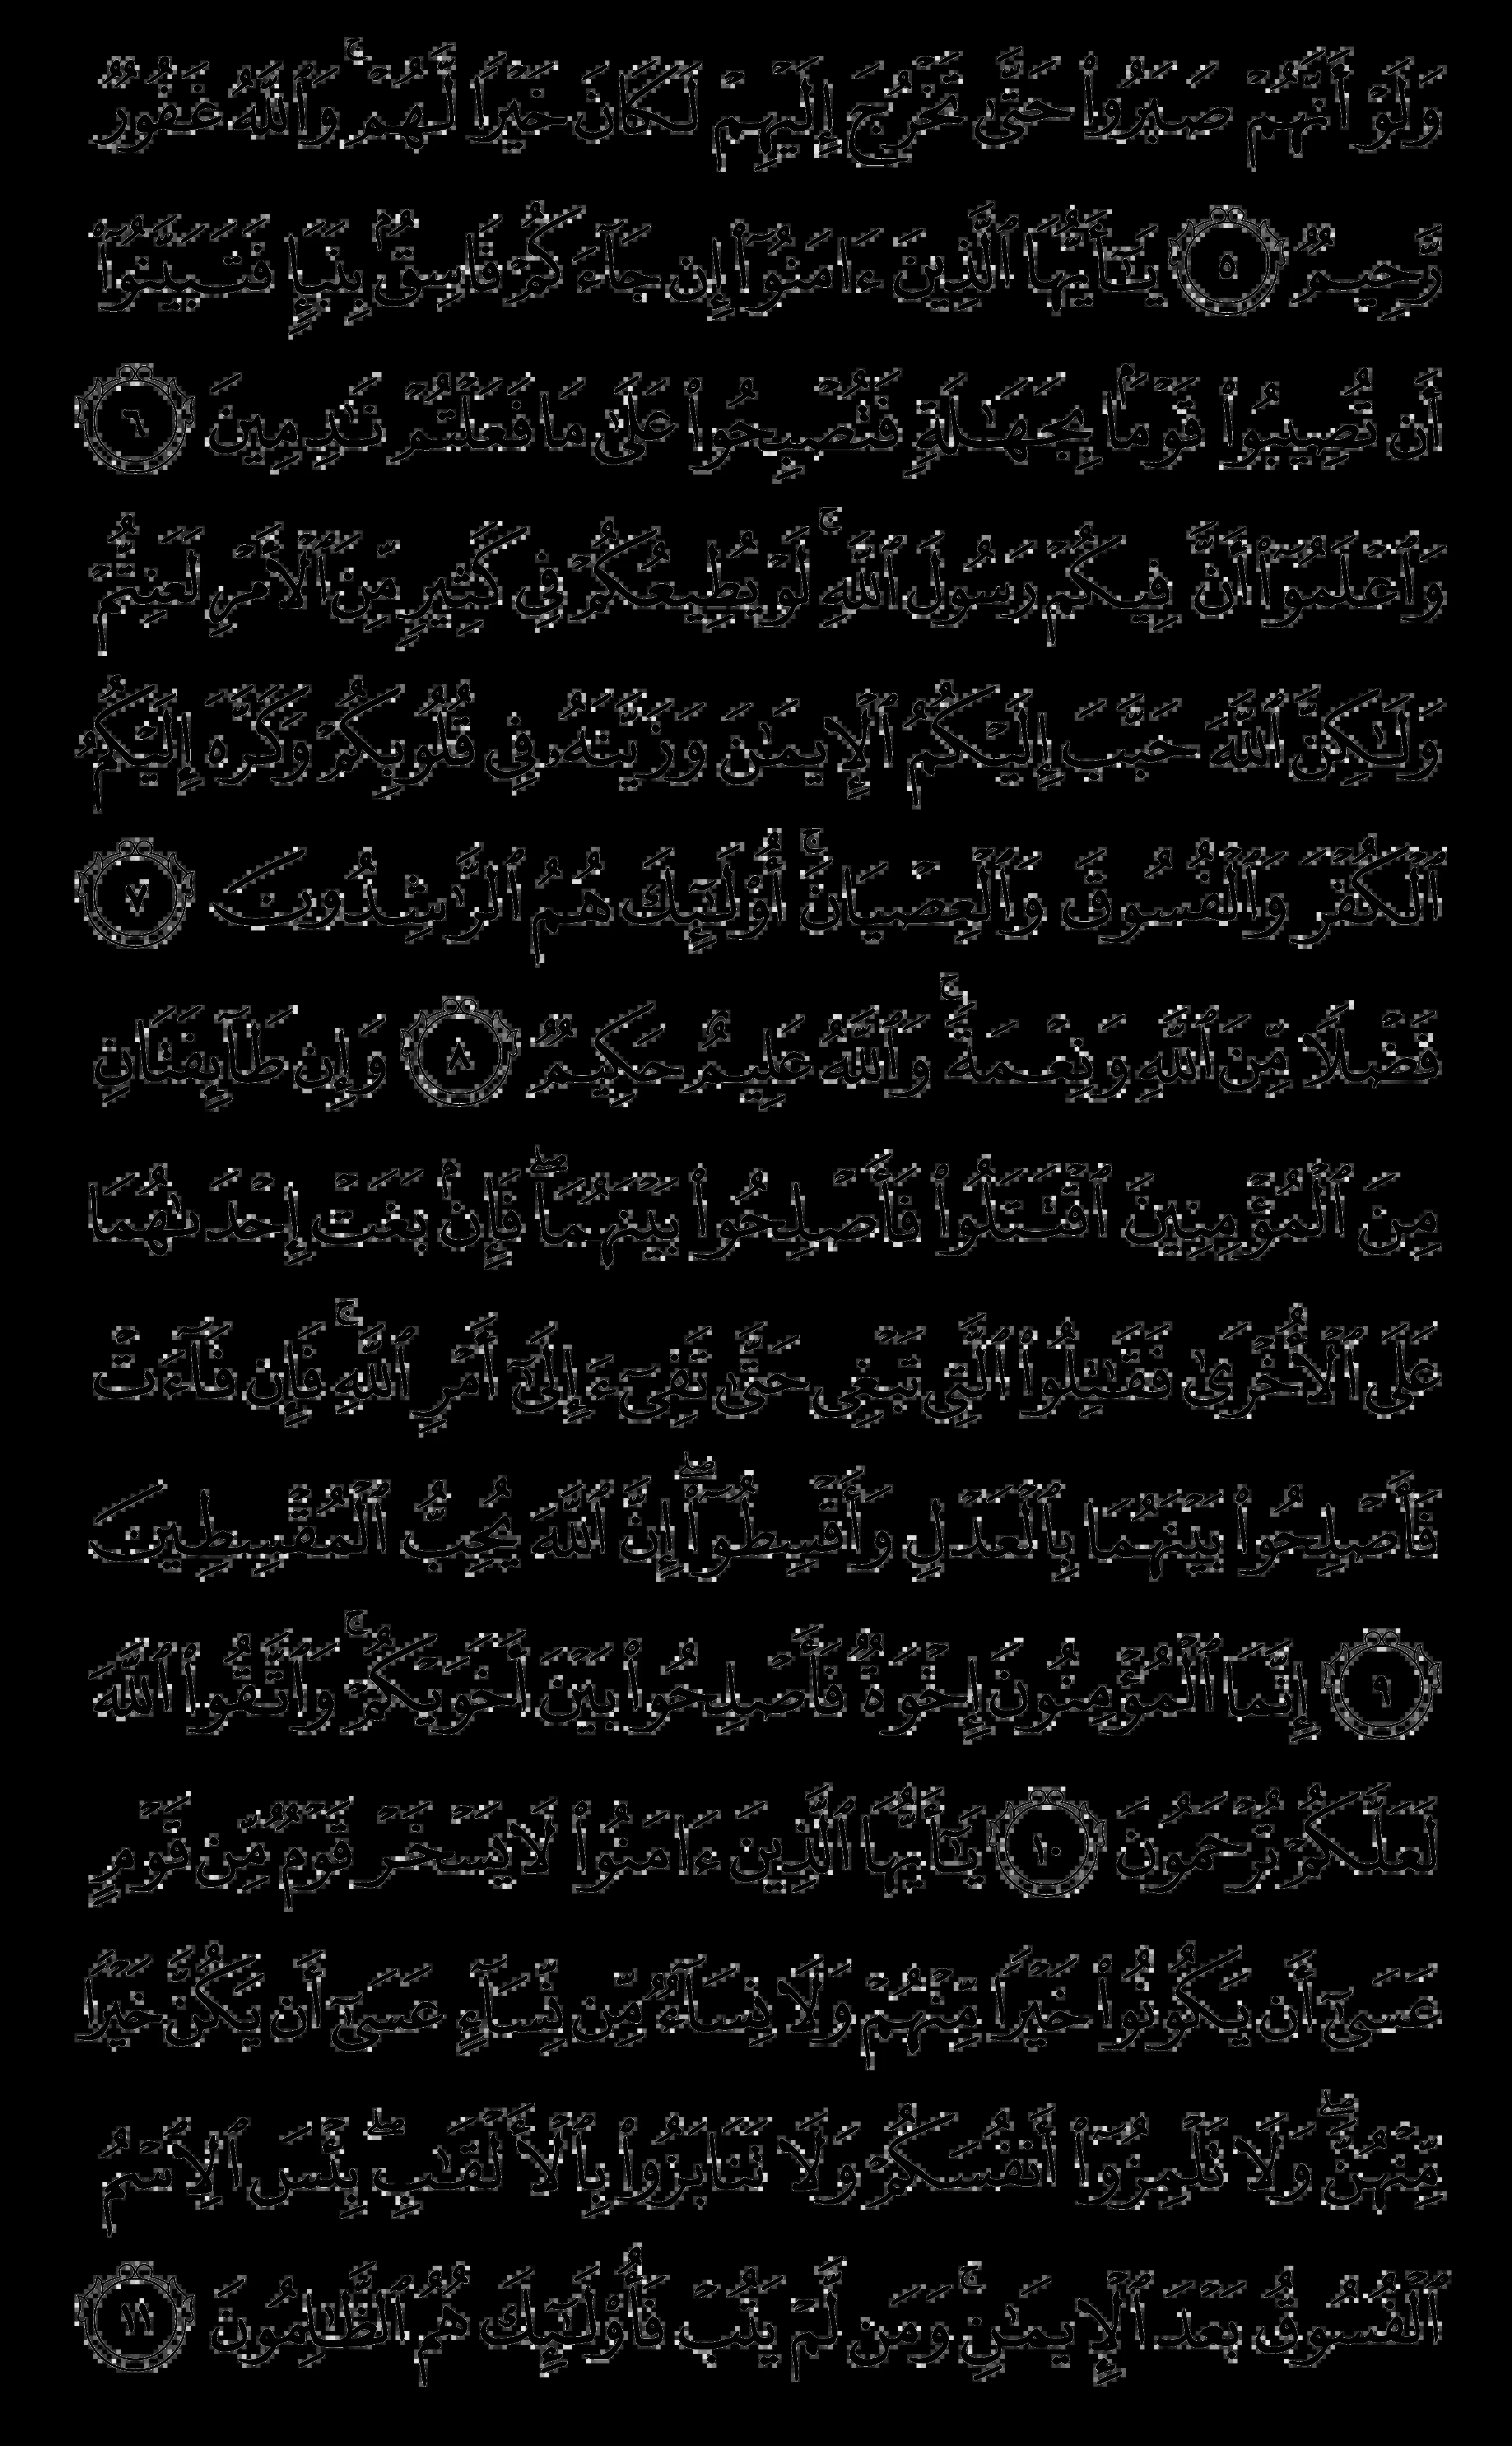 وَلَوْ أَنَّهُمْ صَبَرُوا۟ حَتَّىٰ تَخْرُجَ إِلَيْهِمْ لَكَانَ خَيْرًا لَّهُمْ ۚ وَٱللَّهُ غَفُورٌ
رَّحِيمٌ ٥ يَـٰٓأَيُّهَا ٱلَّذِينَ ءَامَنُوٓا۟ إِن جَآءَكُمْ فَاسِقٌۢ بِنَبَإٍ فَتَبَيَّنُوٓا۟
أَن تُصِيبُوا۟ قَوْمًۢا بِجَهَـٰلَةٍ فَتُصْبِحُوا۟ عَلَىٰ مَا فَعَلْتُمْ نَـٰدِمِينَ ٦
وَٱعْلَمُوٓا۟ أَنَّ فِيكُمْ رَسُولَ ٱللَّهِ ۚ لَوْ يُطِيعُكُمْ فِى كَثِيرٍ مِّنَ ٱلْأَمْرِ لَعَنِتُّمْ
وَلَـٰكِنَّ ٱللَّهَ حَبَّبَ إِلَيْكُمُ ٱلْإِيمَـٰنَ وَزَيَّنَهُۥ فِى قُلُوبِكُمْ وَكَرَّهَ إِلَيْكُمُ
ٱلْكُفْرَ وَٱلْفُسُوقَ وَٱلْعِصْيَانَ ۚ أُو۟لَـٰٓئِكَ هُمُ ٱلرَّٰشِدُونَ ٧
فَضْلًا مِّنَ ٱللَّهِ وَنِعْمَةً ۚ وَٱللَّهُ عَلِيمٌ حَكِيمٌ ٨ وَإِن طَآئِفَتَانِ
مِنَ ٱلْمُؤْمِنِينَ ٱقْتَتَلُوا۟ فَأَصْلِحُوا۟ بَيْنَهُمَا ۖ فَإِنۢ بَغَتْ إِحْدَىٰهُمَا
عَلَى ٱلْأُخْرَىٰ فَقَـٰتِلُوا۟ ٱلَّتِى تَبْغِى حَتَّىٰ تَفِىٓءَ إِلَىٰٓ أَمْرِ ٱللَّهِ ۚ فَإِن فَآءَتْ
فَأَصْلِحُوا۟ بَيْنَهُمَا بِٱلْعَدْلِ وَأَقْسِطُوٓا۟ ۖ إِنَّ ٱللَّهَ يُحِبُّ ٱلْمُقْسِطِينَ
٩ إِنَّمَا ٱلْمُؤْمِنُونَ إِخْوَةٌ فَأَصْلِحُوا۟ بَيْنَ أَخَوَيْكُمْ ۚ وَٱتَّقُوا۟ ٱللَّهَ
لَعَلَّكُمْ تُرْحَمُونَ ١٠ يَـٰٓأَيُّهَا ٱلَّذِينَ ءَامَنُوا۟ لَا يَسْخَرْ قَوْمٌ مِّن قَوْمٍ
عَسَىٰٓ أَن يَكُونُوا۟ خَيْرًا مِّنْهُمْ وَلَا نِسَآءٌ مِّن نِّسَآءٍ عَسَىٰٓ أَن يَكُنَّ خَيْرًا
مِّنْهُنَّ ۖ وَلَا تَلْمِزُوٓا۟ أَنفُسَكُمْ وَلَا تَنَابَزُوا۟ بِٱلْأَلْقَـٰبِ ۖ بِئْسَ ٱلِٱسْمُ
ٱلْفُسُوقُ بَعْدَ ٱلْإِيمَـٰنِ ۚ وَمَن لَّمْ يَتُبْ فَأُو۟لَـٰٓئِكَ هُمُ ٱلظَّـٰلِمُونَ ١١